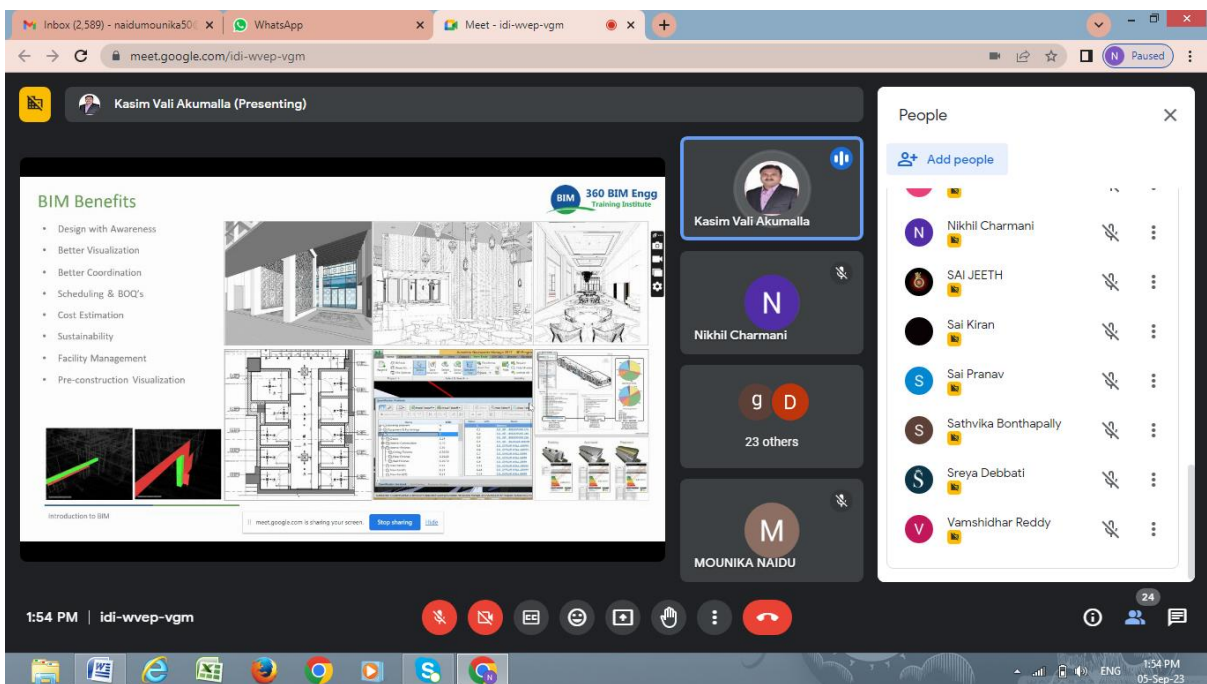 Inbox (2,589) - naidumounika50
WhatsApp
Meet - idi-wvep-vgm
meet.google.com/idi-wvep-vgm
N
Paused
Kasim Vali Akumalla (Presenting)
BIM Benefits
BIM
360 BIM Engg
Training Institute
• Design with Awareness
• Better Visualization
• Better Coordination
• Scheduling & BOQ's
• Cost Estimation
• Sustainability
• Facility Management
• Pre-construction Visualization
Introduction to BIM
meet.google.com is sharing your screen.
Stop sharing
Hide
Kasim Vali Akumalla
N
Nikhil Charmani
g D
23 others
M
MOUNIKA NAIDU
People
Add people
N
Nikhil Charmani
SAI JEETH
Sai Kiran
S
Sai Pranav
S
Sathvika Bonthapally
S
Sreya Debbati
V
Vamshidhar Reddy
1:54 PM | idi-wvep-vgm
CC
24
ENG
1:54 PM
05-Sep-23